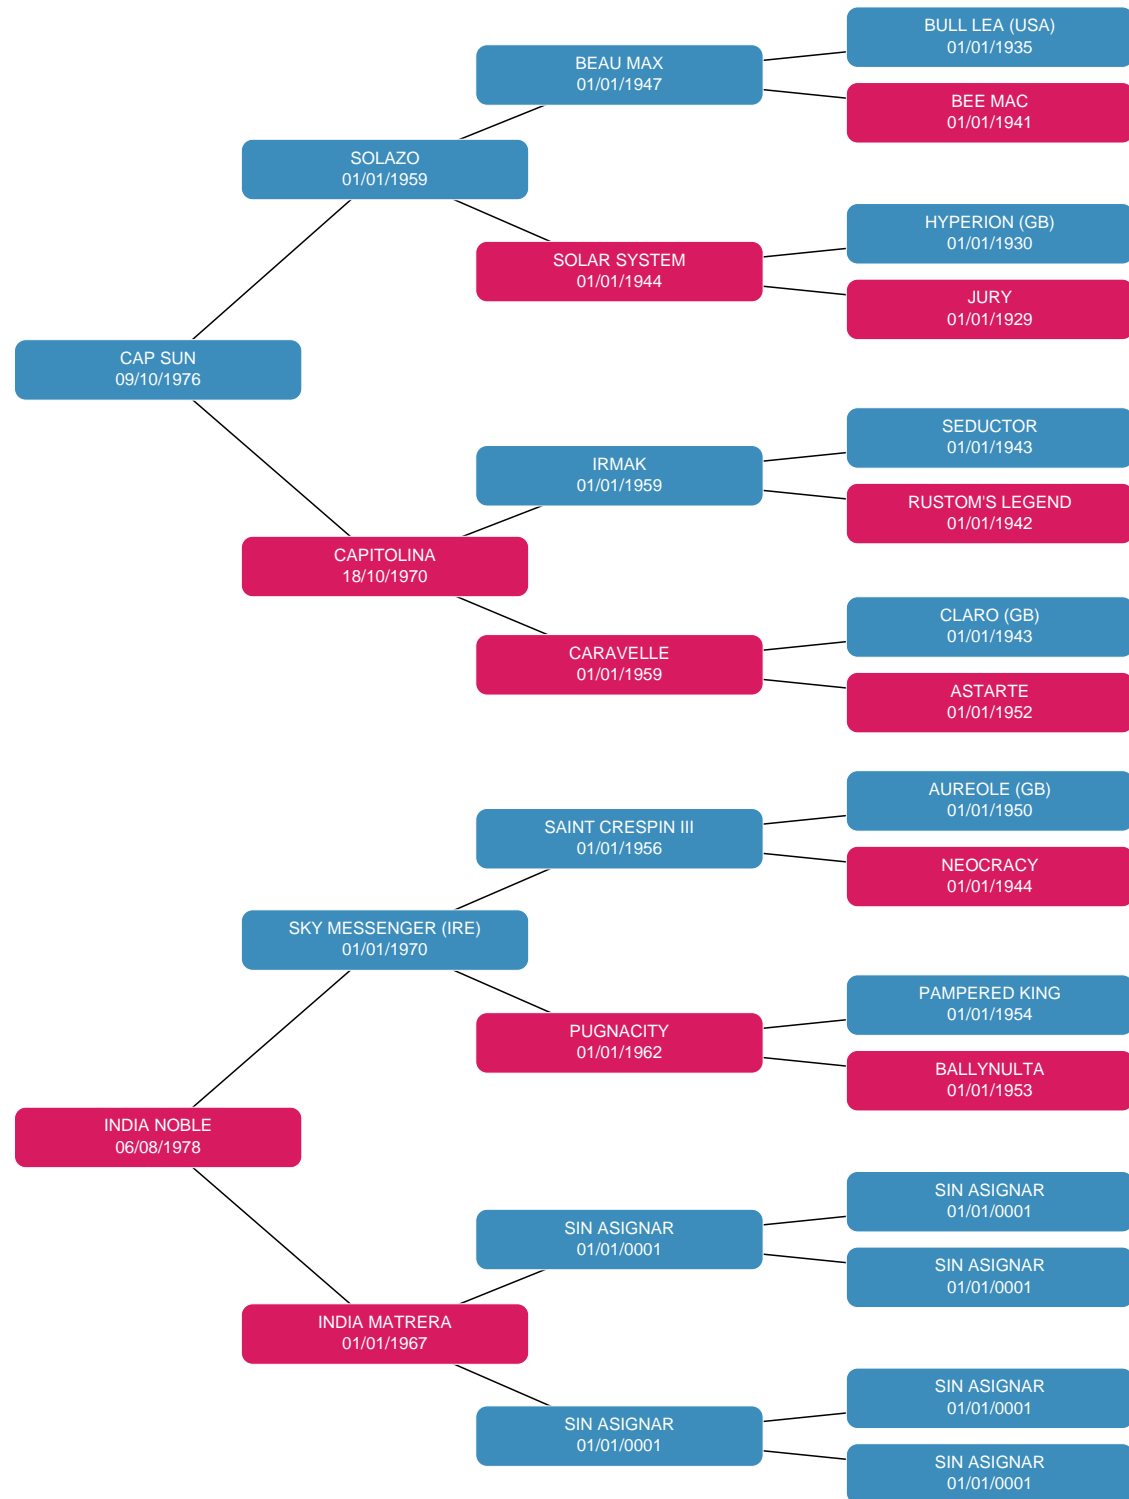 BULL LEA (USA)
01/01/1935
BEAU MAX
01/01/1947
BEE MAC
01/01/1941
SOLAZO
01/01/1959
HYPERION (GB)
01/01/1930
SOLAR SYSTEM
01/01/1944
JURY
01/01/1929
CAP SUN
09/10/1976
SEDUCTOR
01/01/1943
IRMAK
01/01/1959
RUSTOM'S LEGEND
01/01/1942
CAPITOLINA
18/10/1970
CLARO (GB)
01/01/1943
CARAVELLE
01/01/1959
ASTARTE
01/01/1952
AUREOLE (GB)
01/01/1950
SAINT CRESPIN III
01/01/1956
NEOCRACY
01/01/1944
SKY MESSENGER (IRE)
01/01/1970
PAMPERED KING
01/01/1954
PUGNACITY
01/01/1962
BALLYNULTA
01/01/1953
INDIA NOBLE
06/08/1978
SIN ASIGNAR
01/01/0001
SIN ASIGNAR
01/01/0001
SIN ASIGNAR
01/01/0001
INDIA MATRERA
01/01/1967
SIN ASIGNAR
01/01/0001
SIN ASIGNAR
01/01/0001
SIN ASIGNAR
01/01/0001